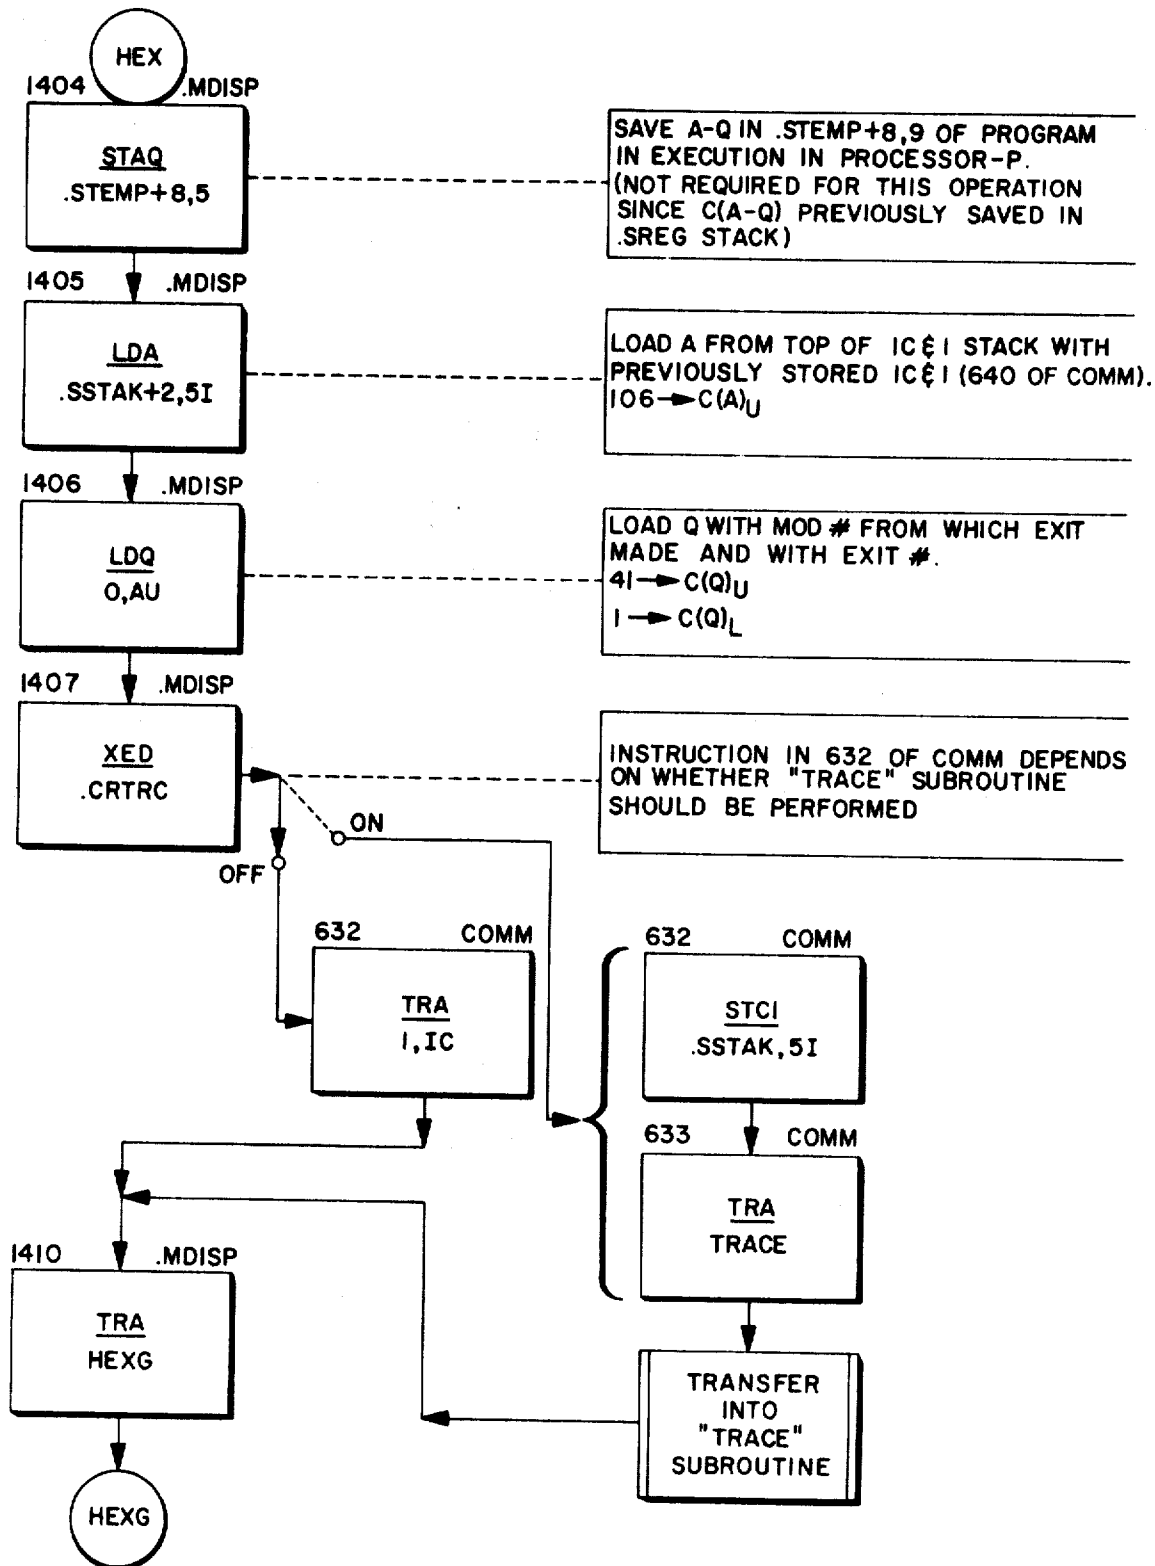 HEX
1404 .MDISP
STAQ
.STEMP+8,5
SAVE A-Q IN .STEMP+8,9 OF PROGRAM
IN EXECUTION IN PROCESSOR-P.
(NOT REQUIRED FOR THIS OPERATION
SINCE C(A-Q) PREVIOUSLY SAVED IN
.SREG STACK)
1405 .MDISP
LDA
.SSTAK+2,5I
LOAD A FROM TOP OF IC&I STACK WITH
PREVIOUSLY STORED IC&I (640 OF COMM).
106→C(A)U
1406 .MDISP
LDQ
0,AU
LOAD Q WITH MOD # FROM WHICH EXIT
MADE AND WITH EXIT #.
41→C(Q)U
1→C(Q)L
1407 .MDISP
XED
.CRTRC
INSTRUCTION IN 632 OF COMM DEPENDS
ON WHETHER "TRACE" SUBROUTINE
SHOULD BE PERFORMED
ON
OFF
632 COMM
TRA
1,IC
632 COMM
STCI
.SSTAK,5I
633 COMM
TRA
TRACE
1410 .MDISP
TRA
HEXG
TRANSFER
INTO
"TRACE"
SUBROUTINE
HEXG